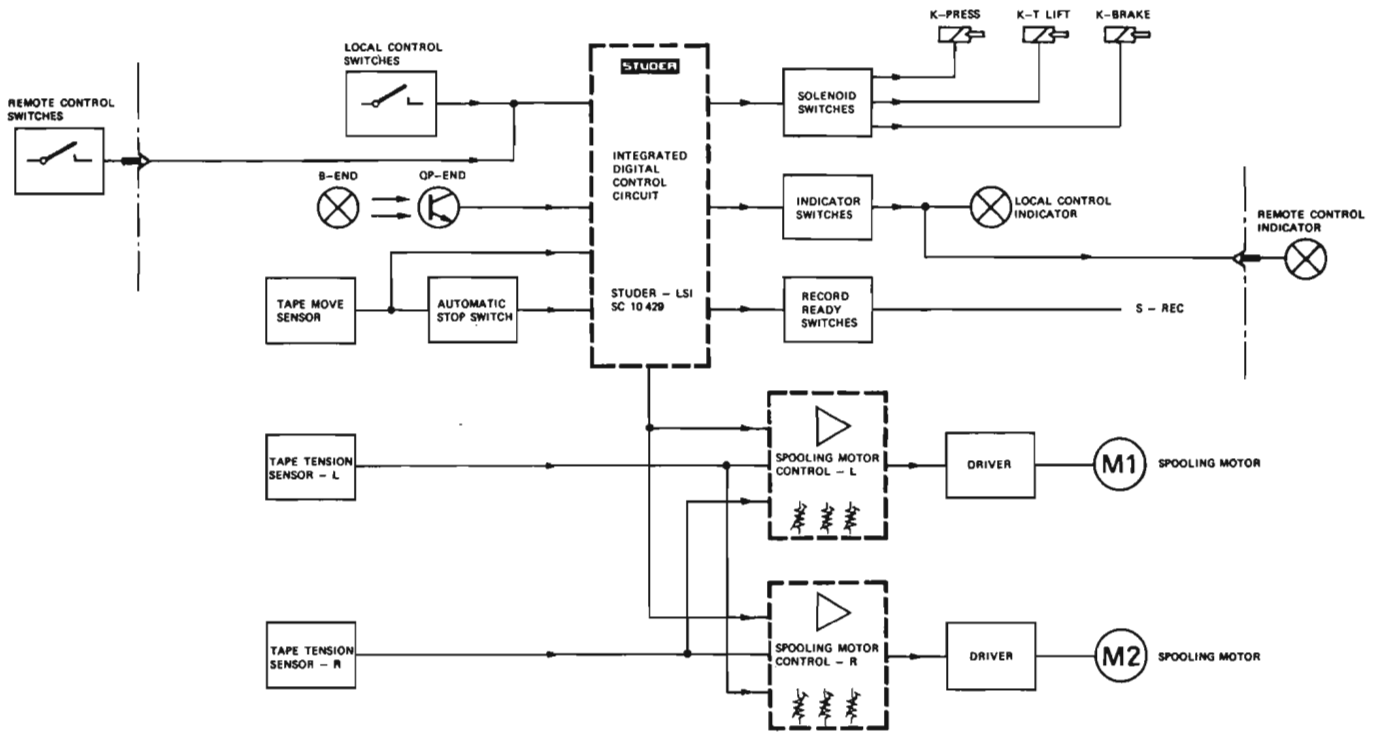 K-PRESS
K-T LIFT
K-BRAKE
LOCAL CONTROL
SWITCHES
STUDER
REMOTE CONTROL
SWITCHES
SOLENOID
SWITCHES
INTEGRATED
DIGITAL
CONTROL
CIRCUIT
B-END
QP-END
INDICATOR
SWITCHES
LOCAL CONTROL
INDICATOR
REMOTE CONTROL
INDICATOR
TAPE MOVE
SENSOR
AUTOMATIC
STOP SWITCH
STUDER - LSI
SC 10 429
RECORD
READY
SWITCHES
S - REC
TAPE TENSION
SENSOR - L
SPOOLING MOTOR
CONTROL - L
DRIVER
M1
SPOOLING MOTOR
TAPE TENSION
SENSOR - R
SPOOLING MOTOR
CONTROL - R
DRIVER
M2
SPOOLING MOTOR